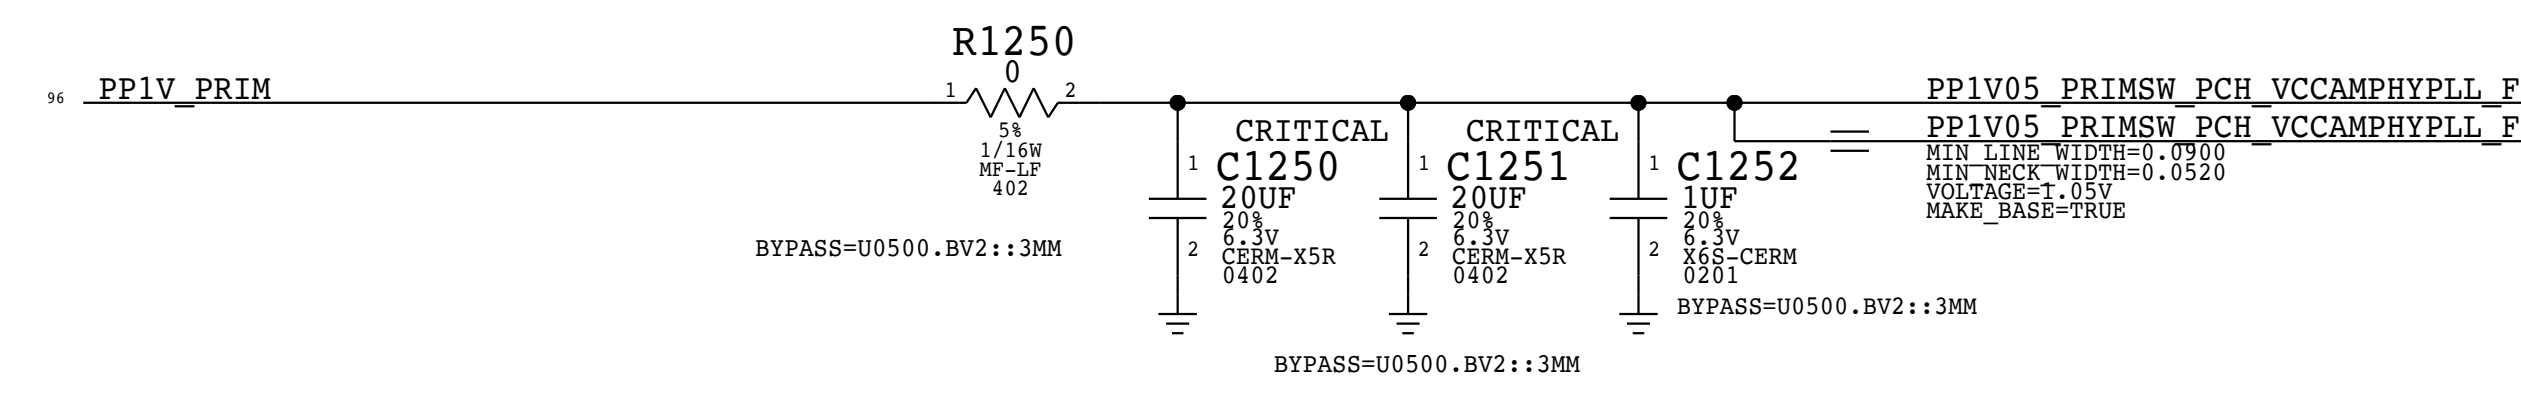 R1250
0
96 PP1V_PRIM
1
2
5%
1/16W
MF-LF
402
PP1V05_PRIMSW_PCH_VCCAMPHYPLL_F
PP1V05_PRIMSW_PCH_VCCAMPHYPLL_F
MIN_LINE_WIDTH=0.0900
MIN_NECK_WIDTH=0.0520
VOLTAGE=1.05V
MAKE_BASE=TRUE
CRITICAL
1
C1250
20UF
20%
6.3V
2
CERM-X5R
0402
BYPASS=U0500.BV2::3MM
CRITICAL
1
C1251
20UF
20%
6.3V
2
CERM-X5R
0402
BYPASS=U0500.BV2::3MM
1
C1252
1UF
20%
6.3V
2
X6S-CERM
0201
BYPASS=U0500.BV2::3MM